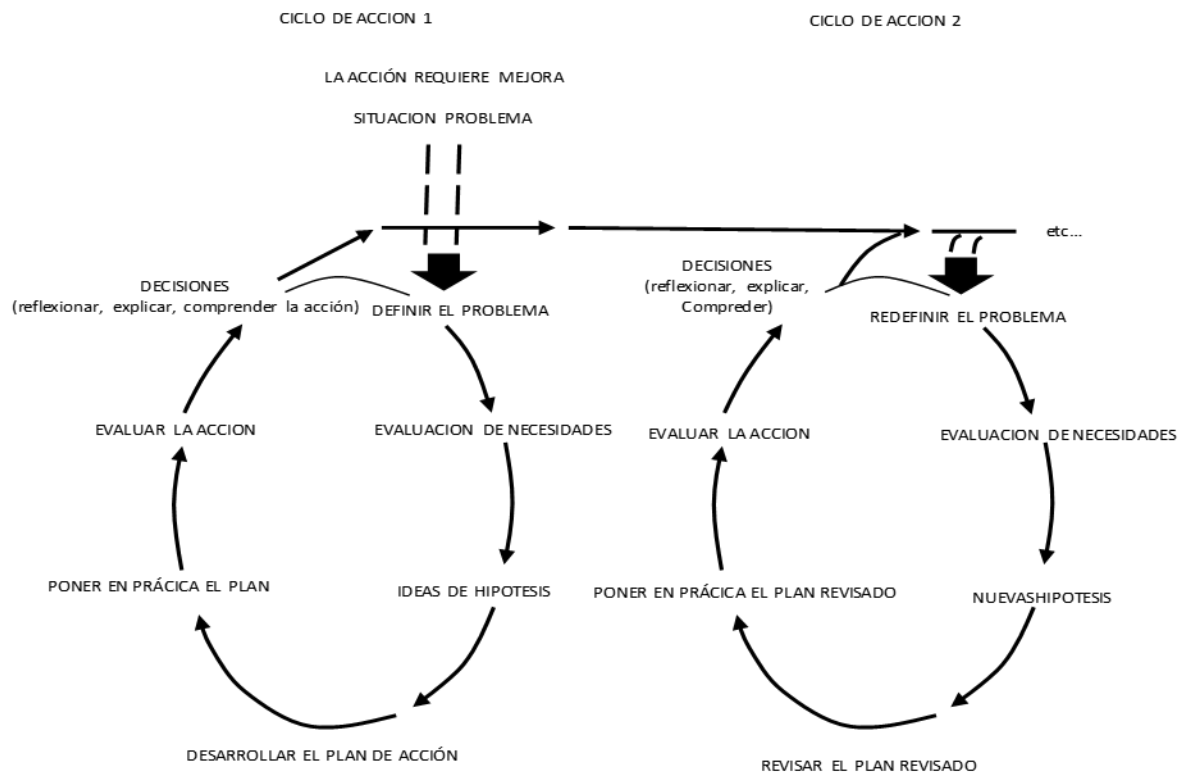 CICLO DE ACCION 1
CICLO DE ACCION 2
LA ACCIÓN REQUIERE MEJORA
SITUACION PROBLEMA
etc...
DECISIONES
(reflexionar, explicar, comprender la acción)
DEFINIR EL PROBLEMA
DECISIONES
(reflexionar, explicar,
Compreder)
REDEFINIR EL PROBLEMA
EVALUAR LA ACCION
EVALUACION DE NECESIDADES
EVALUAR LA ACCION
EVALUACION DE NECESIDADES
PONER EN PRÁCICA EL PLAN
IDEAS DE HIPOTESIS
PONER EN PRÁCICA EL PLAN REVISADO
NUEVASHIPOTESIS
DESARROLLAR EL PLAN DE ACCIÓN
REVISAR EL PLAN REVISADO